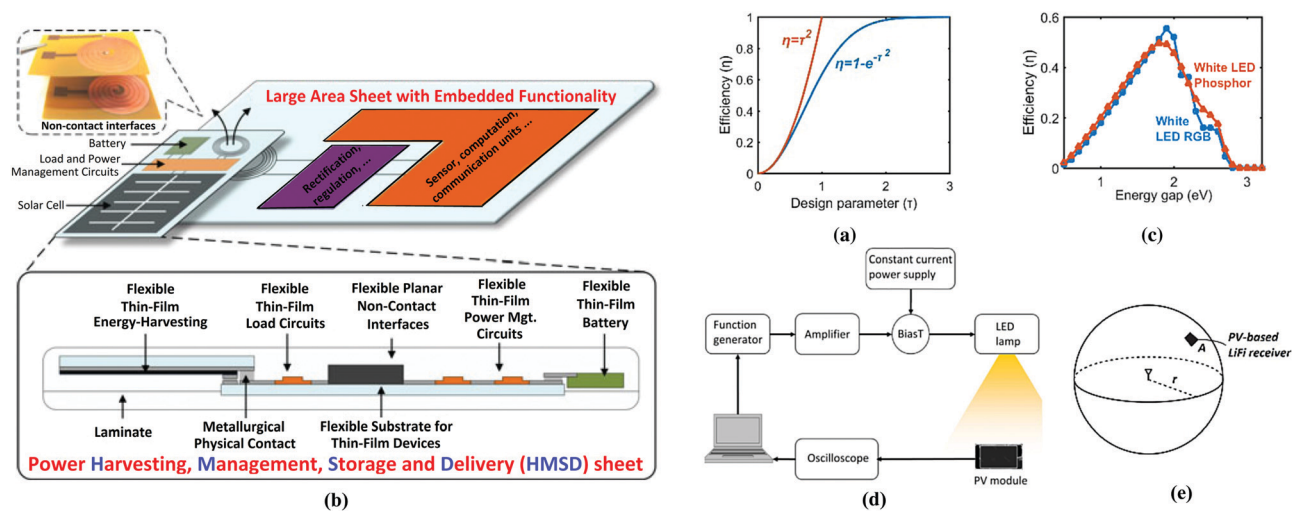 Non-contact interfaces
Battery
Load and Power
Management Circuits
Solar Cell
Large Area Sheet with Embedded Functionality
Rectification,
regulation, ...
Sensor, computation,
communication units ...
Flexible
Thin-Film
Energy-Harvesting
Flexible
Thin-Film
Load Circuits
Flexible Planar
Non-Contact
Interfaces
Flexible
Thin-Film
Power Mgt.
Circuits
Flexible
Thin-Film
Battery
Laminate
Metallurgical
Physical Contact
Flexible Substrate for
Thin-Film Devices
Power Harvesting, Management, Storage and Delivery (HMSD) sheet
(b)
1
0.8
0.6
0.4
0.2
0
Efficiency (η)
η=τ²
η=1-e^-τ²
0
1
2
3
Design parameter (τ)
(a)
0.6
0.4
0.2
0
Efficiency (η)
White LED
Phosphor
White
LED RGB
1
2
3
Energy gap (eV)
(c)
Constant current
power supply
Function
generator
Amplifier
BiasT
LED
lamp
Oscilloscope
PV module
(d)
PV-based
LiFi receiver
A
r
(e)